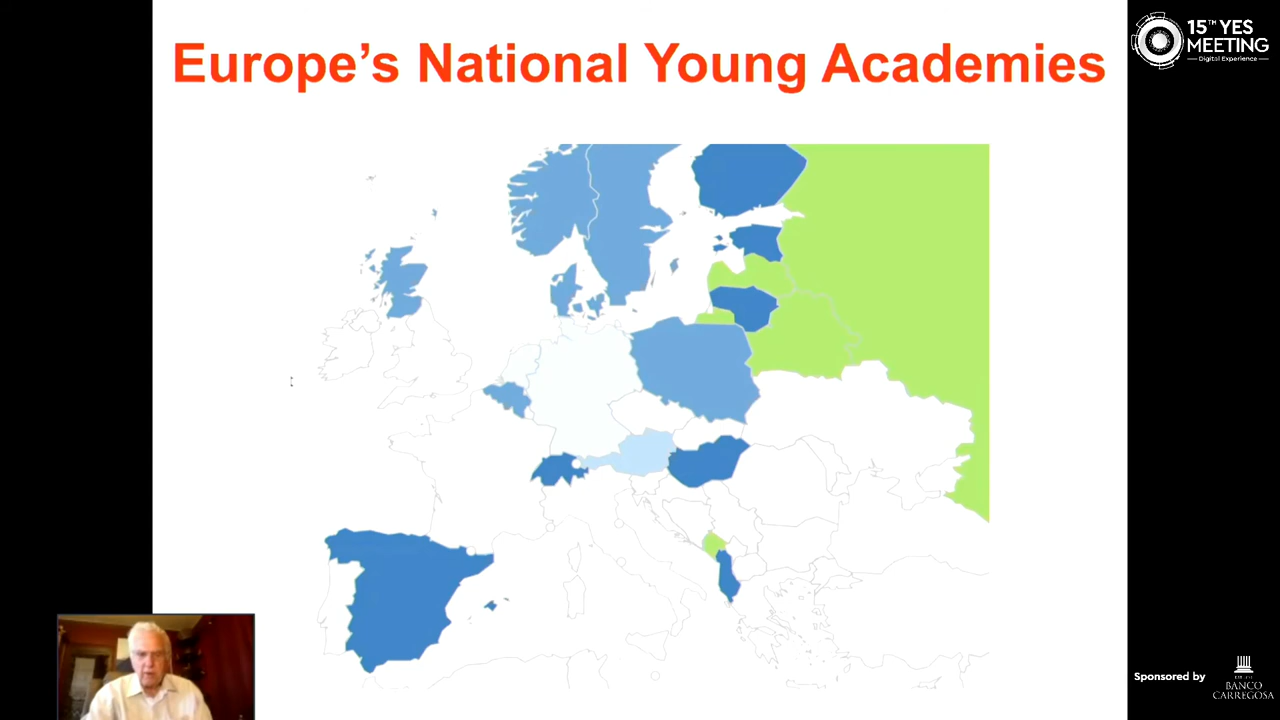 Europe's National Young Academies
15TH YES
MEETING
Digital Experience
Sponsored by
BANCO
CARREGOSA